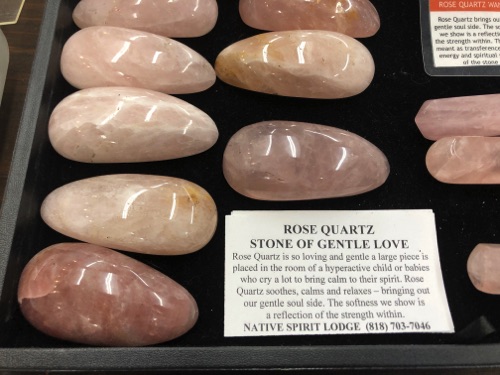 ROSE QUARTZ
STONE OF GENTLE LOVE
Rose Quartz is so loving and gentle a large piece is
placed in the room of a hyperactive child or babies
who cry a lot to bring calm to their spirit. Rose
Quartz soothes, calms and relaxes – bringing out
our gentle soul side. The softness we show is
a reflection of the strength within.
NATIVE SPIRIT LODGE (818) 703-7046
ROSE QUARTZ
Rose Quartz brings ou
gentle soul side. The so
we show is a reflectio
the strength within. T
meant as transference
energy and spiritual
of the stone